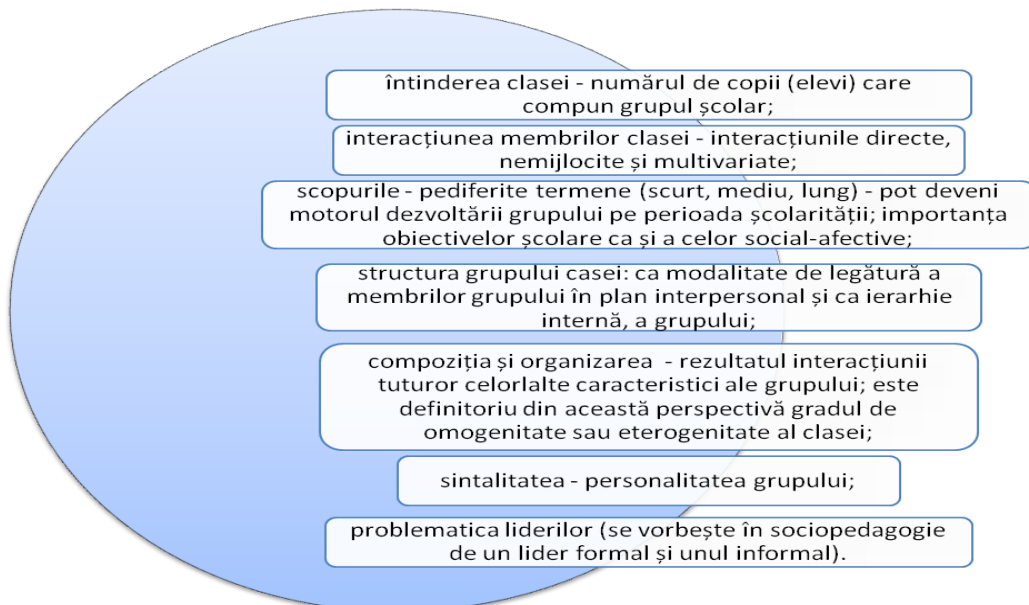 întinderea clasei - numărul de copii (elevi) care
compun grupul școlar;
interacțiunea membrilor clasei - interacțiunile directe,
nemijlocite și multivariate;
scopurile - pediferite termene (scurt, mediu, lung) - pot deveni
motorul dezvoltării grupului pe perioada școlarității; importanța
obiectivelor școlare ca și a celor social-afective;
structura grupului casei: ca modalitate de legătură a
membrilor grupului în plan interpersonal și ca ierarhie
internă, a grupului;
compoziția și organizarea - rezultatul interacțiunii
tuturor celorlalte caracteristici ale grupului; este
definitoriu din această perspectivă gradul de
omogenitate sau eterogenitate al clasei;
sintalitatea - personalitatea grupului;
problematica liderilor (se vorbește în sociopedagogie
de un lider formal și unul informal).